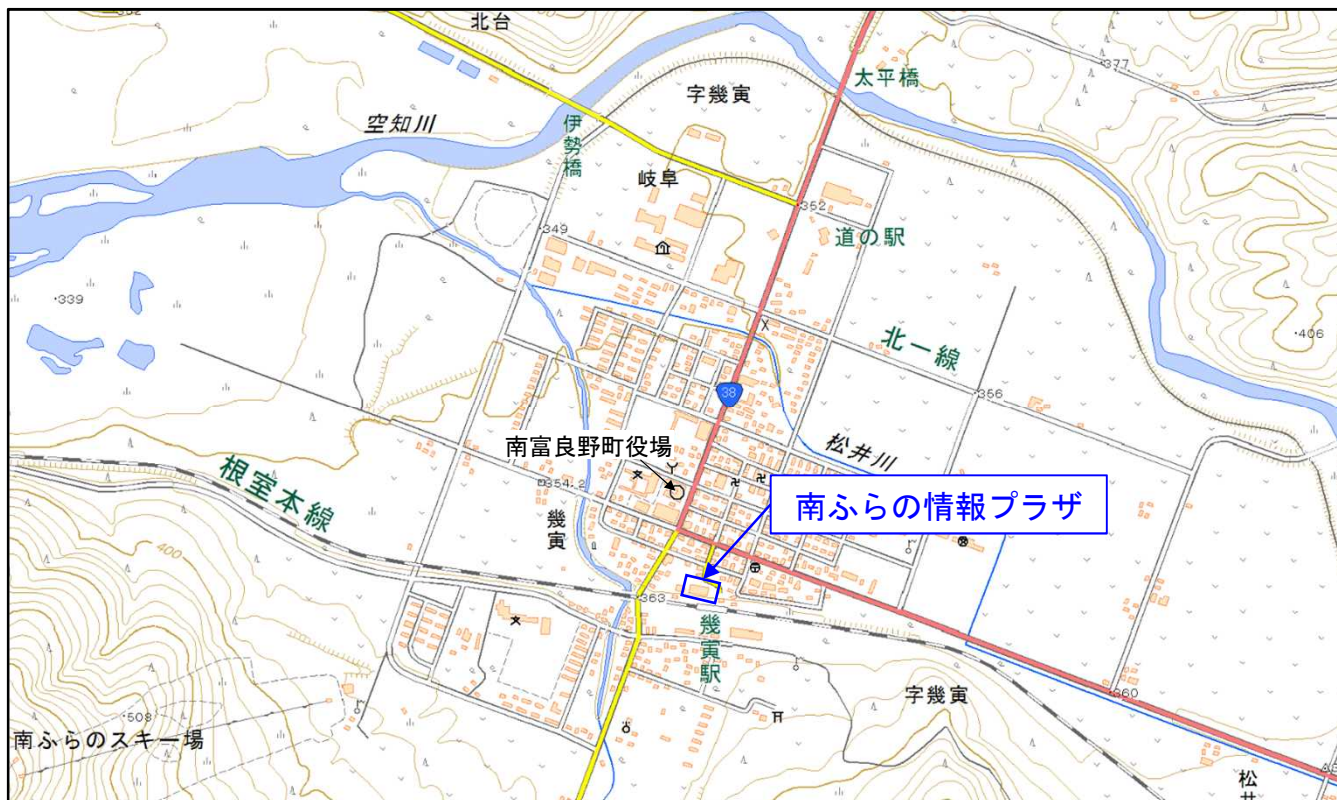 北台
太平橋
・377
字幾寅
空知川
伊勢橋
岐阜
352
349
道の駅
・339
・406
北一線
38
356
松井川
南富良野町役場
354.2
南ふらの情報プラザ
根室本線
幾寅
400
363
幾寅駅
字幾寅
360
・508
南ふらのスキー場